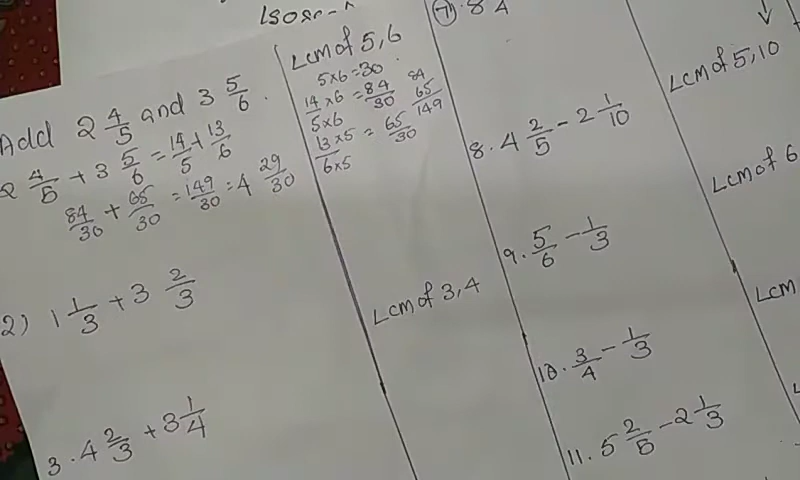 Add 2 4/5 and 3 5/6.
2 4/5 + 3 5/6 = 14/5 + 13/6
84/30 + 65/30 = 149/30 = 4 29/30
Lcm of 5,6
5×6=30.
14×6/5×6 = 84/30
13×5/6×5 = 65/30
84
65
149
2) 1 1/3 + 3 2/3
Lcm of 3,4
3. 4 2/3 + 3 1/4
7. 84
8. 4 2/5 - 2 1/10
9. 5/6 - 1/3
10. 3/4 - 1/3
11. 5 2/5 - 2 1/3
Lcm of 5,10
Lcm of 6
Lcm